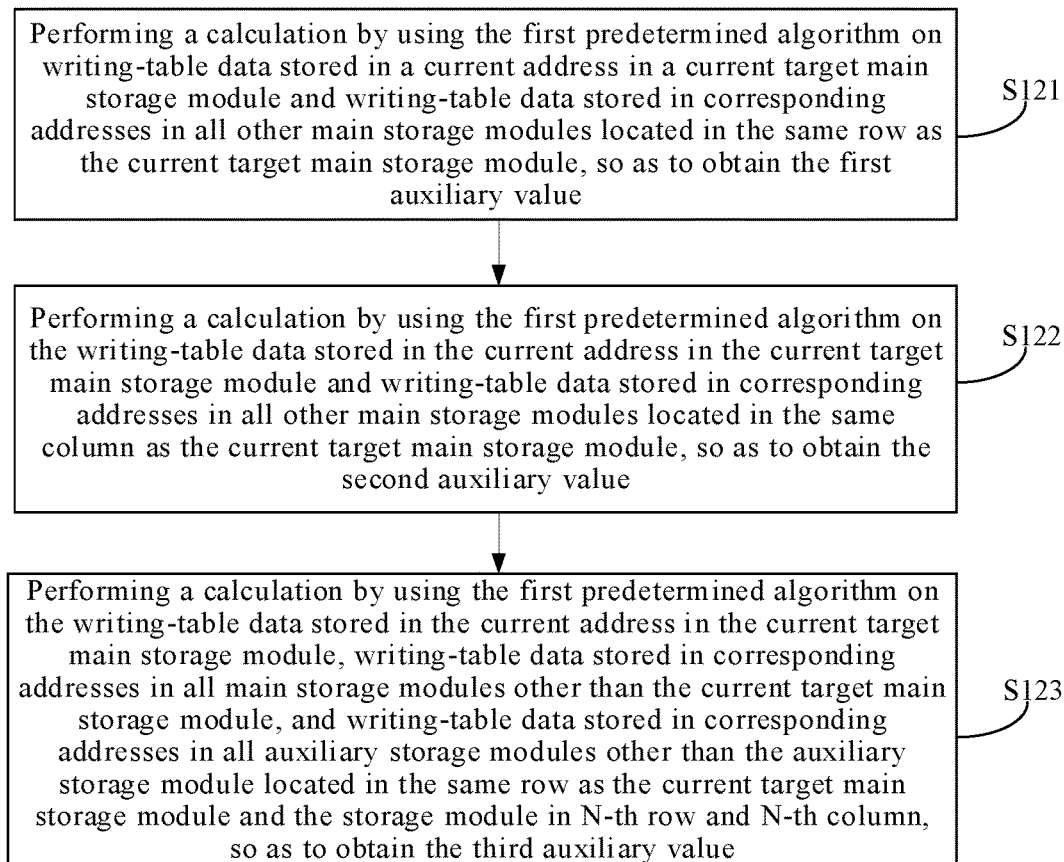 Performing a calculation by using the first predetermined algorithm on
writing-table data stored in a current address in a current target main
storage module and writing-table data stored in corresponding
addresses in all other main storage modules located in the same row as
the current target main storage module, so as to obtain the first
auxiliary value
S121
Performing a calculation by using the first predetermined algorithm on
the writing-table data stored in the current address in the current target
main storage module and writing-table data stored in corresponding
addresses in all other main storage modules located in the same
column as the current target main storage module, so as to obtain the
second auxiliary value
S122
Performing a calculation by using the first predetermined algorithm on
the writing-table data stored in the current address in the current target
main storage module, writing-table data stored in corresponding
addresses in all main storage modules other than the current target main
storage module, and writing-table data stored in corresponding
addresses in all auxiliary storage modules other than the auxiliary
storage module located in the same row as the current target main
storage module and the storage module in N-th row and N-th column,
so as to obtain the third auxiliary value
S123